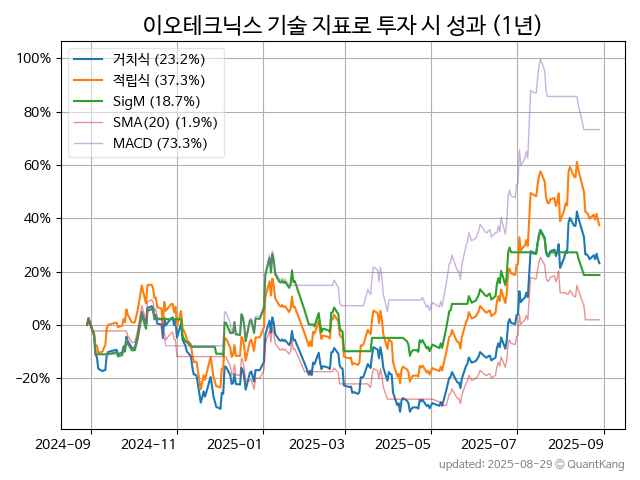 이오테크닉스 기술 지표로 투자 시 성과 (1년)
거치식 (23.2%)
적립식 (37.3%)
SigM (18.7%)
SMA(20) (1.9%)
MACD (73.3%)
100%
80%
60%
40%
20%
0%
−20%
2024-09
2024-11
2025-01
2025-03
2025-05
2025-07
2025-09
updated: 2025-08-29 © QuantKang